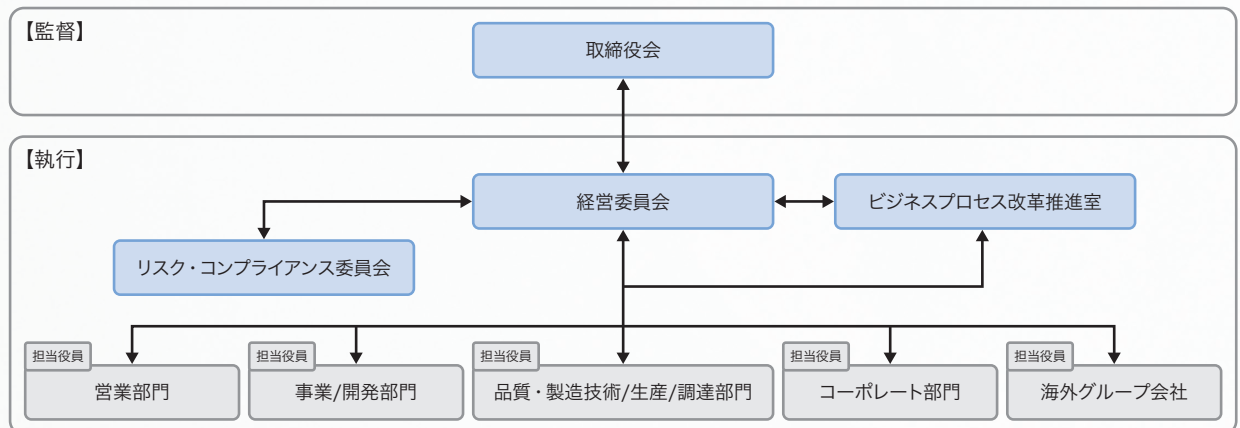 【監督】
取締役会
【執行】
経営委員会
ビジネスプロセス改革推進室
リスク・コンプライアンス委員会
担当役員
営業部門
担当役員
事業/開発部門
担当役員
品質・製造技術/生産/調達部門
担当役員
コーポレート部門
担当役員
海外グループ会社